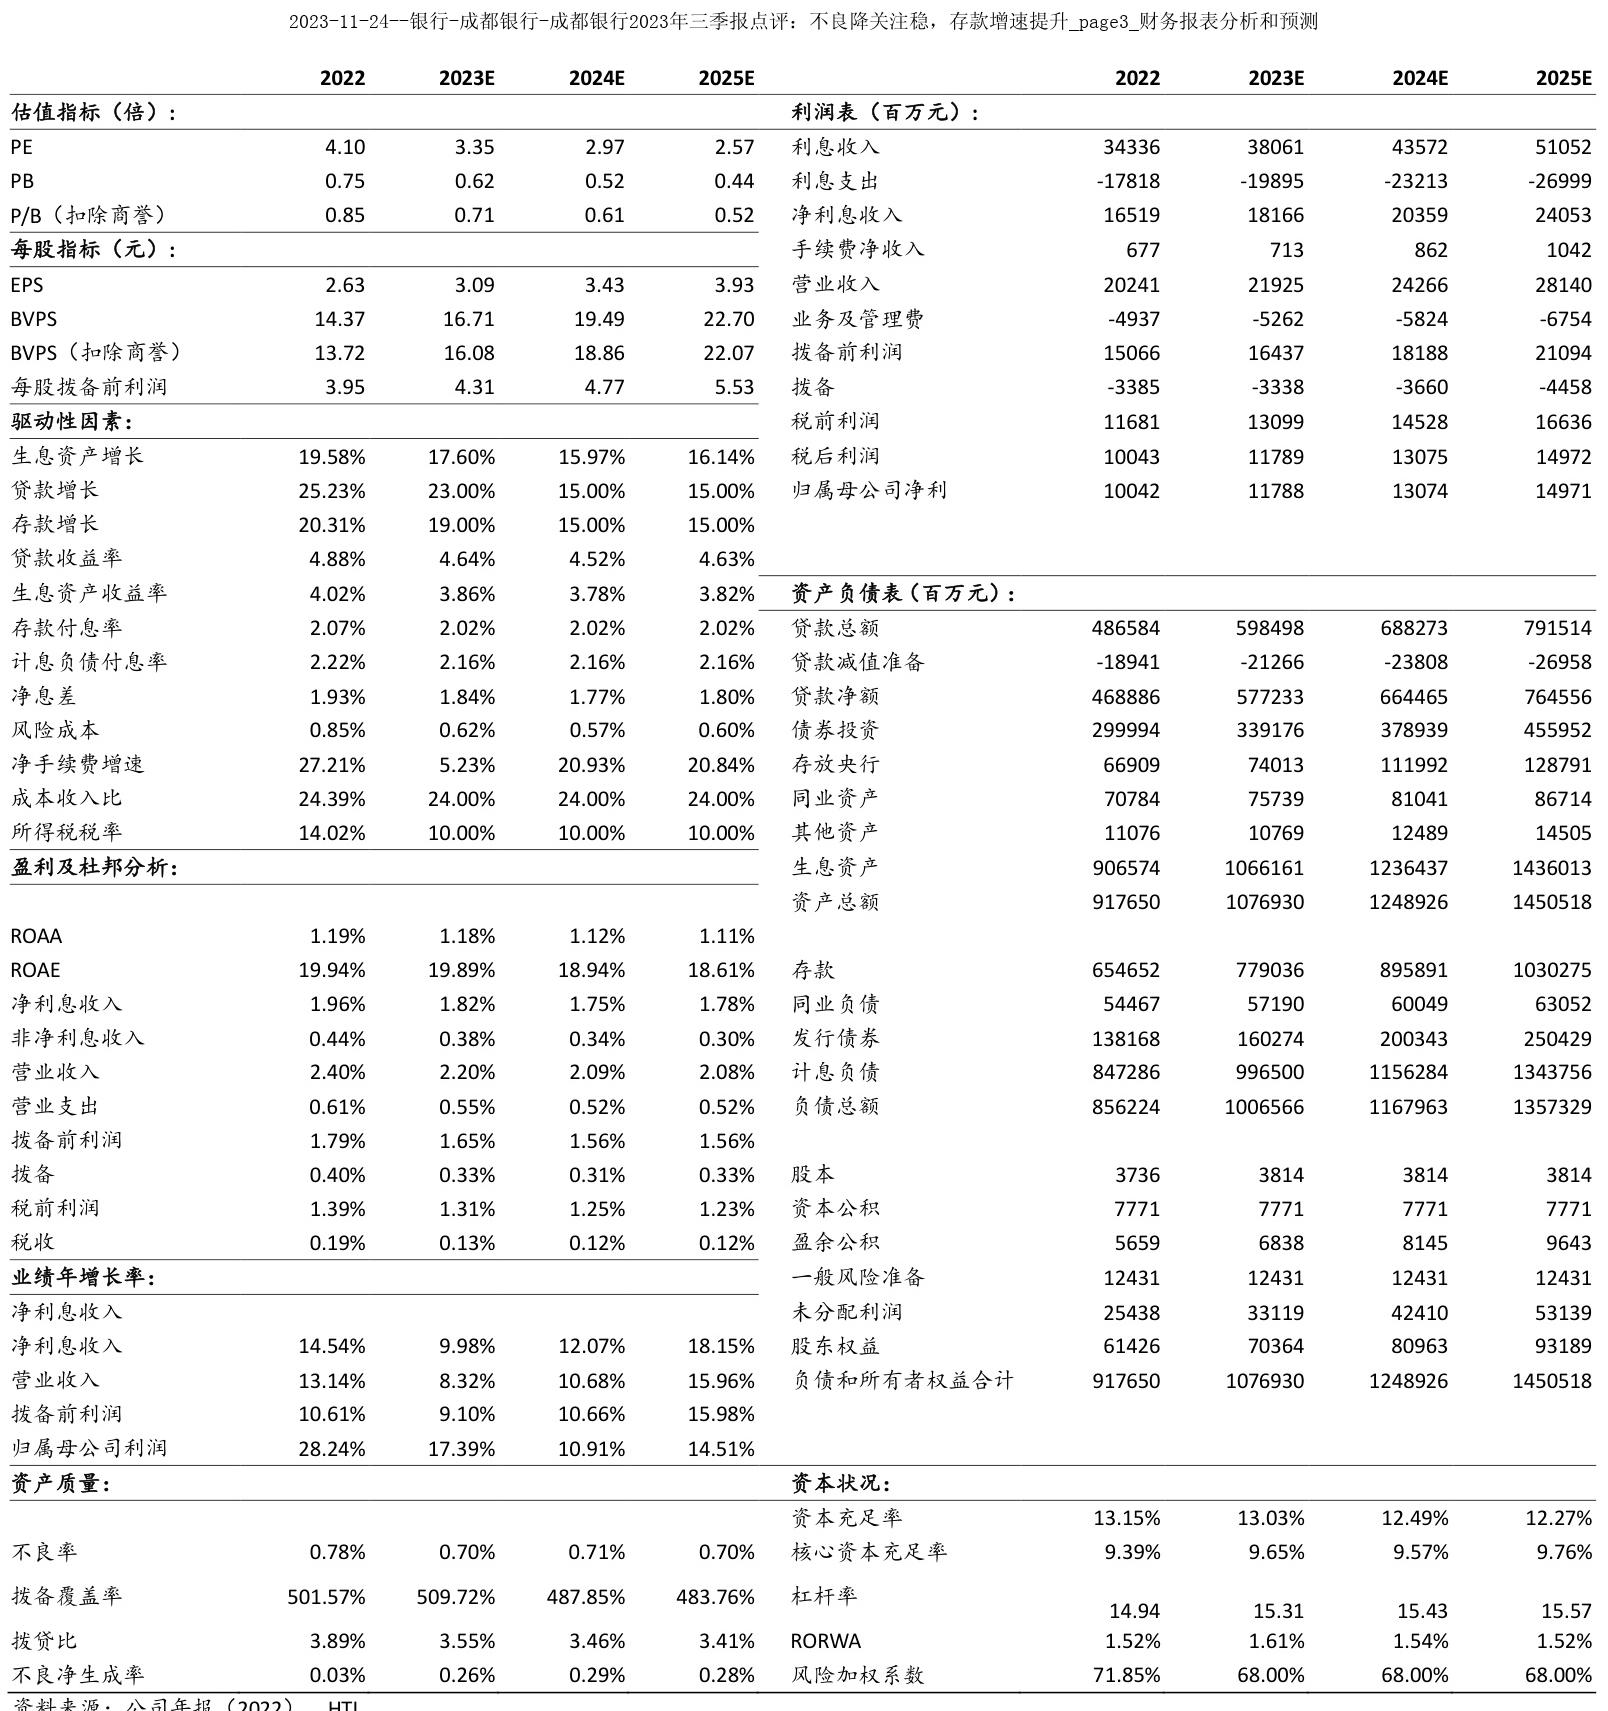 2023-11-24--银行-成都银行-成都银行2023年三季报点评：不良降关注稳，存款增速提升_page3_财务报表分析和预测
2022 2023E 2024E 2025E 2022 2023E 2024E 2025E
估值指标（倍）： 利润表（百万元）：
PE 4.10 3.35 2.97 2.57 利息收入 34336 38061 43572 51052
PB 0.75 0.62 0.52 0.44 利息支出 -17818 -19895 -23213 -26999
P/B（扣除商誉） 0.85 0.71 0.61 0.52 净利息收入 16519 18166 20359 24053
每股指标（元）： 手续费净收入 677 713 862 1042
EPS 2.63 3.09 3.43 3.93 营业收入 20241 21925 24266 28140
BVPS 14.37 16.71 19.49 22.70 业务及管理费 -4937 -5262 -5824 -6754
BVPS（扣除商誉） 13.72 16.08 18.86 22.07 拨备前利润 15066 16437 18188 21094
每股拨备前利润 3.95 4.31 4.77 5.53 拨备 -3385 -3338 -3660 -4458
驱动性因素： 税前利润 11681 13099 14528 16636
生息资产增长 19.58% 17.60% 15.97% 16.14% 税后利润 10043 11789 13075 14972
贷款增长 25.23% 23.00% 15.00% 15.00% 归属母公司净利 10042 11788 13074 14971
存款增长 20.31% 19.00% 15.00% 15.00%
贷款收益率 4.88% 4.64% 4.52% 4.63%
生息资产收益率 4.02% 3.86% 3.78% 3.82% 资产负债表（百万元）：
存款付息率 2.07% 2.02% 2.02% 2.02% 贷款总额 486584 598498 688273 791514
计息负债付息率 2.22% 2.16% 2.16% 2.16% 贷款减值准备 -18941 -21266 -23808 -26958
净息差 1.93% 1.84% 1.77% 1.80% 贷款净额 468886 577233 664465 764556
风险成本 0.85% 0.62% 0.57% 0.60% 债券投资 299994 339176 378939 455952
净手续费增速 27.21% 5.23% 20.93% 20.84% 存放央行 66909 74013 111992 128791
成本收入比 24.39% 24.00% 24.00% 24.00% 同业资产 70784 75739 81041 86714
所得税税率 14.02% 10.00% 10.00% 10.00% 其他资产 11076 10769 12489 14505
盈利及杜邦分析： 生息资产 906574 1066161 1236437 1436013
资产总额 917650 1076930 1248926 1450518
ROAA 1.19% 1.18% 1.12% 1.11%
ROAE 19.94% 19.89% 18.94% 18.61% 存款 654652 779036 895891 1030275
净利息收入 1.96% 1.82% 1.75% 1.78% 同业负债 54467 57190 60049 63052
非净利息收入 0.44% 0.38% 0.34% 0.30% 发行债券 138168 160274 200343 250429
营业收入 2.40% 2.20% 2.09% 2.08% 计息负债 847286 996500 1156284 1343756
营业支出 0.61% 0.55% 0.52% 0.52% 负债总额 856224 1006566 1167963 1357329
拨备前利润 1.79% 1.65% 1.56% 1.56%
拨备 0.40% 0.33% 0.31% 0.33% 股本 3736 3814 3814 3814
税前利润 1.39% 1.31% 1.25% 1.23% 资本公积 7771 7771 7771 7771
税收 0.19% 0.13% 0.12% 0.12% 盈余公积 5659 6838 8145 9643
业绩年增长率： 一般风险准备 12431 12431 12431 12431
净利息收入 未分配利润 25438 33119 42410 53139
净利息收入 14.54% 9.98% 12.07% 18.15% 股东权益 61426 70364 80963 93189
营业收入 13.14% 8.32% 10.68% 15.96% 负债和所有者权益合计 917650 1076930 1248926 1450518
拨备前利润 10.61% 9.10% 10.66% 15.98%
归属母公司利润 28.24% 17.39% 10.91% 14.51%
资产质量： 资本状况：
资本充足率 13.15% 13.03% 12.49% 12.27%
不良率 0.78% 0.70% 0.71% 0.70% 核心资本充足率 9.39% 9.65% 9.57% 9.76%
拨备覆盖率 501.57% 509.72% 487.85% 483.76% 杠杆率 14.94 15.31 15.43 15.57
拨贷比 3.89% 3.55% 3.46% 3.41% RORWA 1.52% 1.61% 1.54% 1.52%
不良净生成率 0.03% 0.26% 0.29% 0.28% 风险加权系数 71.85% 68.00% 68.00% 68.00%
资料来源：公司年报（2022），HTI